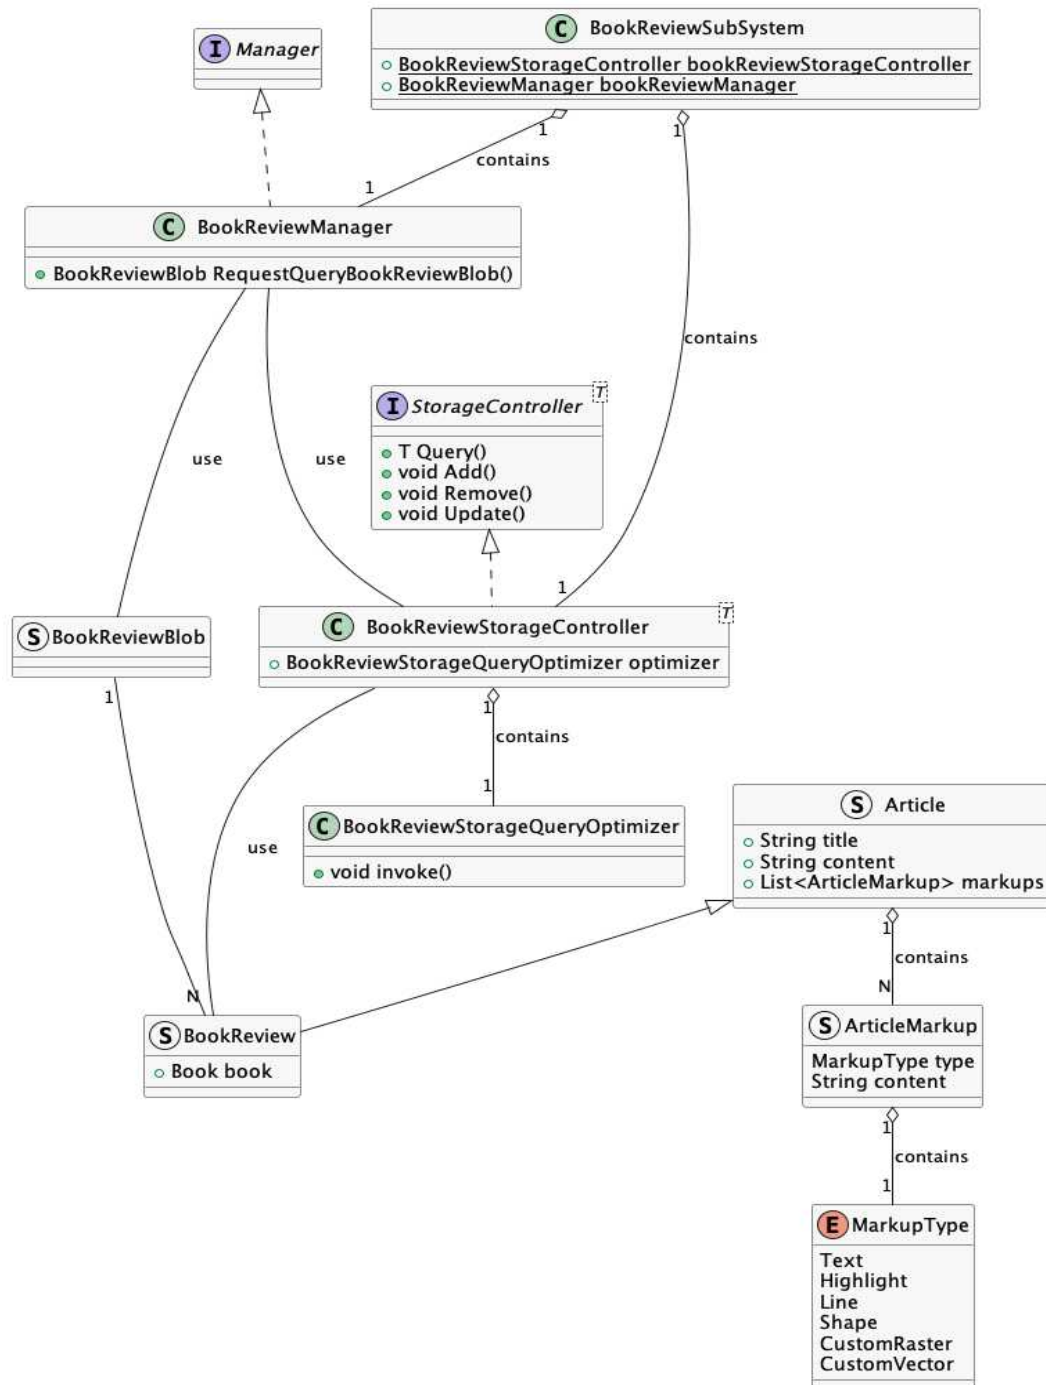 I Manager
C BookReviewSubSystem
BookReviewStorageController bookReviewStorageController
BookReviewManager bookReviewManager
1
1
contains
1
C BookReviewManager
BookReviewBlob RequestQueryBookReviewBlob()
contains
T
I StorageController
T Query()
void Add()
void Remove()
void Update()
use
use
1
T
C BookReviewStorageController
BookReviewStorageQueryOptimizer optimizer
S BookReviewBlob
1
1
contains
1
C BookReviewStorageQueryOptimizer
void invoke()
use
S Article
String title
String content
List<ArticleMarkup> markups
1
contains
N
N
S BookReview
Book book
S ArticleMarkup
MarkupType type
String content
1
contains
1
E MarkupType
Text
Highlight
Line
Shape
CustomRaster
CustomVector